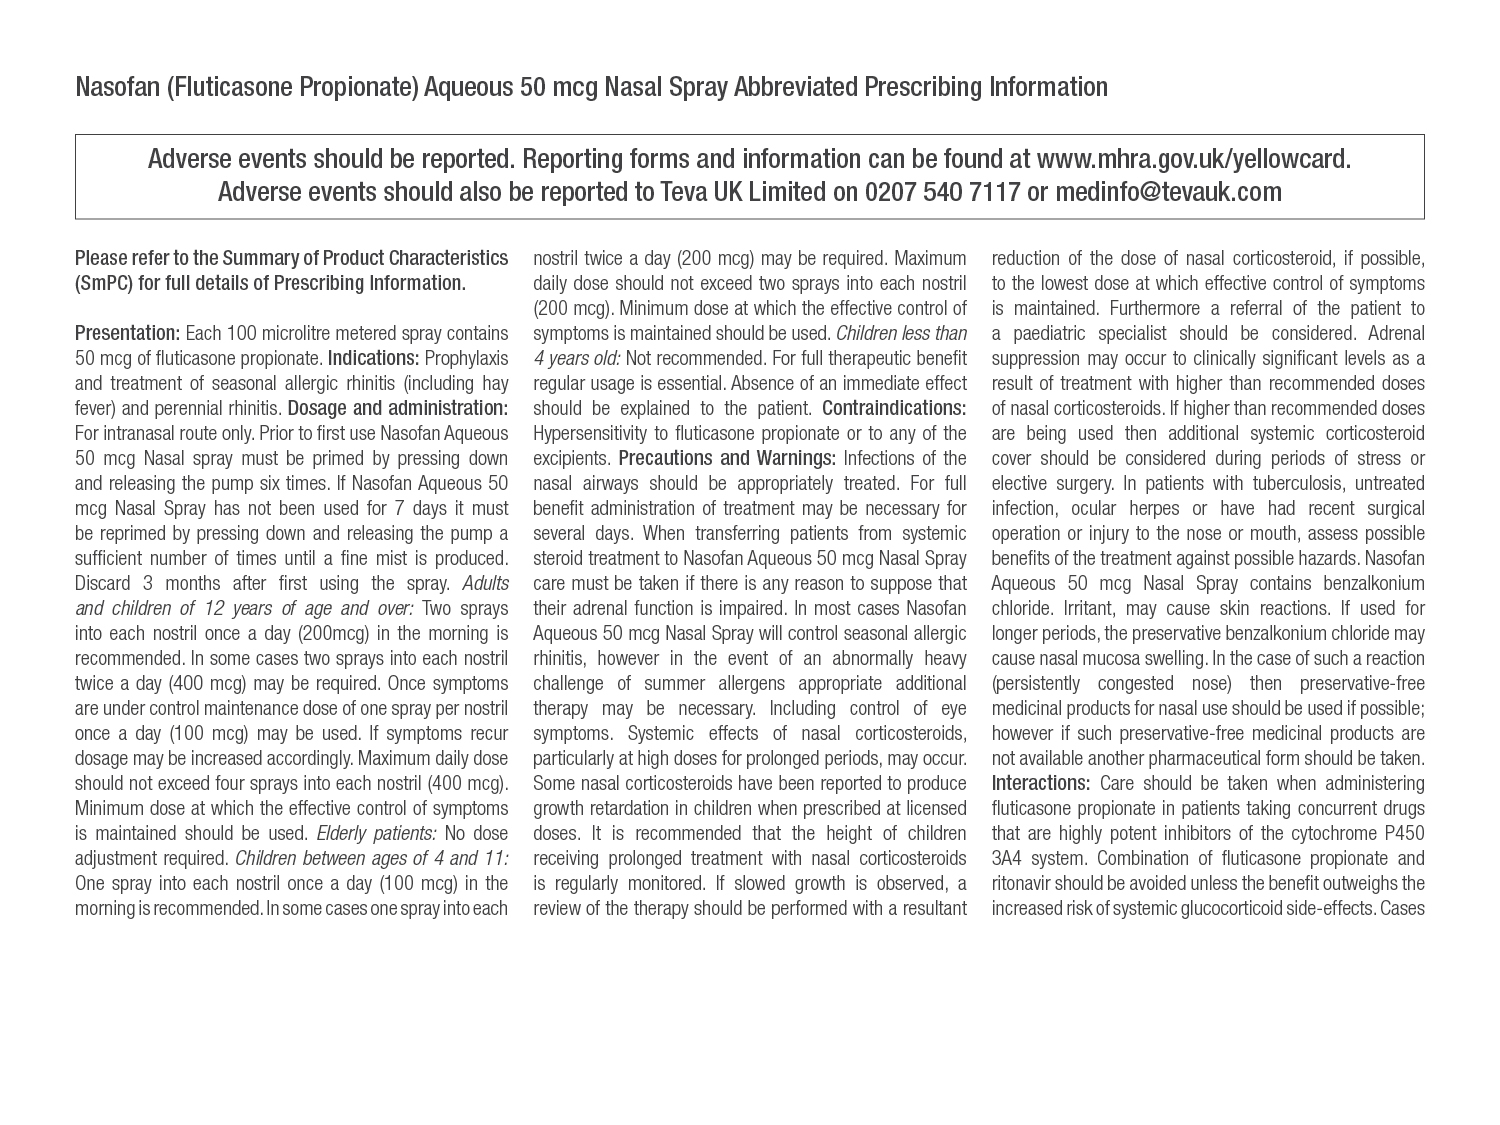 Nasofan (Fluticasone Propionate) Aqueous 50 mcg Nasal Spray Abbreviated Prescribing Information
Adverse events should be reported. Reporting forms and information can be found at www.mhra.gov.uk/yellowcard.
Adverse events should also be reported to Teva UK Limited on 0207 540 7117 or medinfo@tevauk.com
Please refer to the Summary of Product Characteristics
(SmPC) for full details of Prescribing Information.
Presentation: Each 100 microlitre metered spray contains
50 mcg of fluticasone propionate. Indications: Prophylaxis
and treatment of seasonal allergic rhinitis (including hay
fever) and perennial rhinitis. Dosage and administration:
For intranasal route only. Prior to first use Nasofan Aqueous
50 mcg Nasal spray must be primed by pressing down
and releasing the pump six times. If Nasofan Aqueous 50
mcg Nasal Spray has not been used for 7 days it must
be reprimed by pressing down and releasing the pump a
sufficient number of times until a fine mist is produced.
Discard 3 months after first using the spray. Adults
and children of 12 years of age and over: Two sprays
into each nostril once a day (200mcg) in the morning is
recommended. In some cases two sprays into each nostril
twice a day (400 mcg) may be required. Once symptoms
are under control maintenance dose of one spray per nostril
once a day (100 mcg) may be used. If symptoms recur
dosage may be increased accordingly. Maximum daily dose
should not exceed four sprays into each nostril (400 mcg).
Minimum dose at which the effective control of symptoms
is maintained should be used. Elderly patients: No dose
adjustment required. Children between ages of 4 and 11:
One spray into each nostril once a day (100 mcg) in the
morning is recommended. In some cases one spray into each
nostril twice a day (200 mcg) may be required. Maximum
daily dose should not exceed two sprays into each nostril
(200 mcg). Minimum dose at which the effective control of
symptoms is maintained should be used. Children less than
4 years old: Not recommended. For full therapeutic benefit
regular usage is essential. Absence of an immediate effect
should be explained to the patient. Contraindications:
Hypersensitivity to fluticasone propionate or to any of the
excipients. Precautions and Warnings: Infections of the
nasal airways should be appropriately treated. For full
benefit administration of treatment may be necessary for
several days. When transferring patients from systemic
steroid treatment to Nasofan Aqueous 50 mcg Nasal Spray
care must be taken if there is any reason to suppose that
their adrenal function is impaired. In most cases Nasofan
Aqueous 50 mcg Nasal Spray will control seasonal allergic
rhinitis, however in the event of an abnormally heavy
challenge of summer allergens appropriate additional
therapy may be necessary. Including control of eye
symptoms. Systemic effects of nasal corticosteroids,
particularly at high doses for prolonged periods, may occur.
Some nasal corticosteroids have been reported to produce
growth retardation in children when prescribed at licensed
doses. It is recommended that the height of children
receiving prolonged treatment with nasal corticosteroids
is regularly monitored. If slowed growth is observed, a
review of the therapy should be performed with a resultant
reduction of the dose of nasal corticosteroid, if possible,
to the lowest dose at which effective control of symptoms
is maintained. Furthermore a referral of the patient to
a paediatric specialist should be considered. Adrenal
suppression may occur to clinically significant levels as a
result of treatment with higher than recommended doses
of nasal corticosteroids. If higher than recommended doses
are being used then additional systemic corticosteroid
cover should be considered during periods of stress or
elective surgery. In patients with tuberculosis, untreated
infection, ocular herpes or have had recent surgical
operation or injury to the nose or mouth, assess possible
benefits of the treatment against possible hazards. Nasofan
Aqueous 50 mcg Nasal Spray contains benzalkonium
chloride. Irritant, may cause skin reactions. If used for
longer periods, the preservative benzalkonium chloride may
cause nasal mucosa swelling. In the case of such a reaction
(persistently congested nose) then preservative-free
medicinal products for nasal use should be used if possible;
however if such preservative-free medicinal products are
not available another pharmaceutical form should be taken.
Interactions: Care should be taken when administering
fluticasone propionate in patients taking concurrent drugs
that are highly potent inhibitors of the cytochrome P450
3A4 system. Combination of fluticasone propionate and
ritonavir should be avoided unless the benefit outweighs the
increased risk of systemic glucocorticoid side-effects. Cases